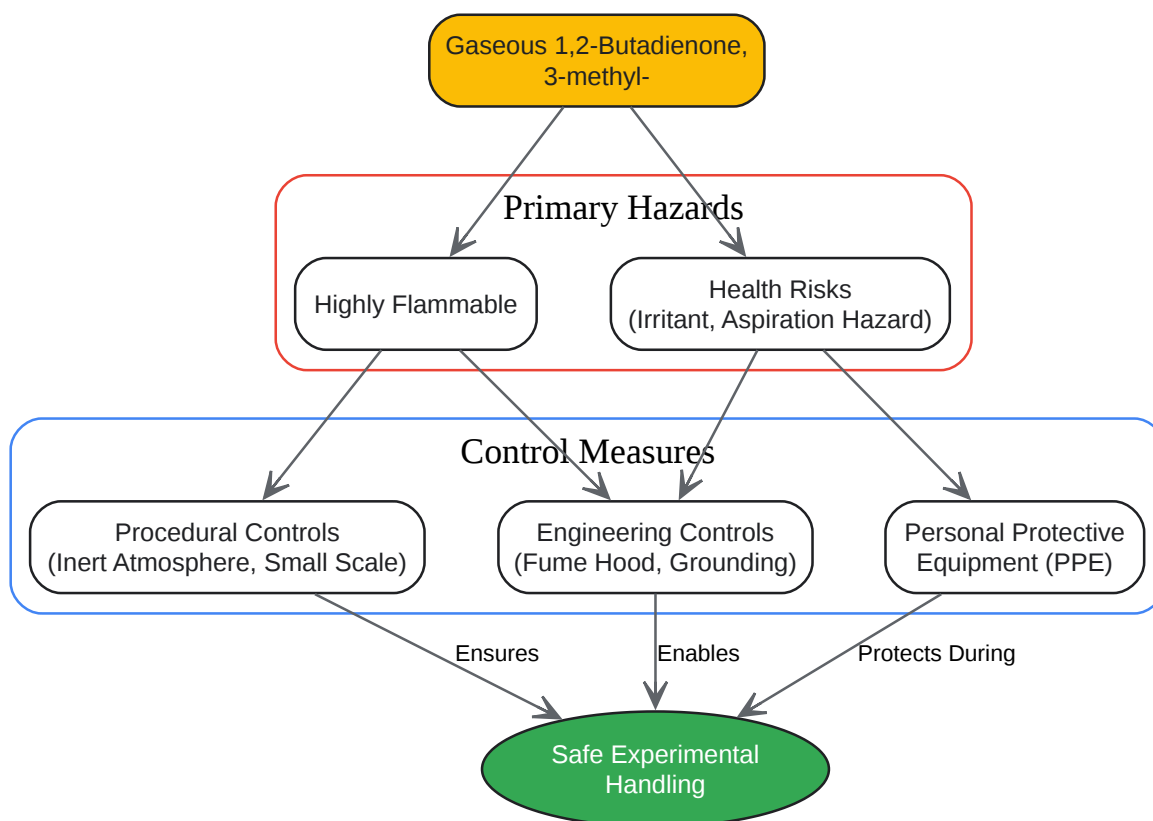 Gaseous 1,2-Butadienone,
3-methyl-
Primary Hazards
Highly Flammable
Health Risks
(Irritant, Aspiration Hazard)
Control Measures
Procedural Controls
(Inert Atmosphere, Small Scale)
Engineering Controls
(Fume Hood, Grounding)
Personal Protective
Equipment (PPE)
Ensures
Enables
Protects During
Safe Experimental
Handling